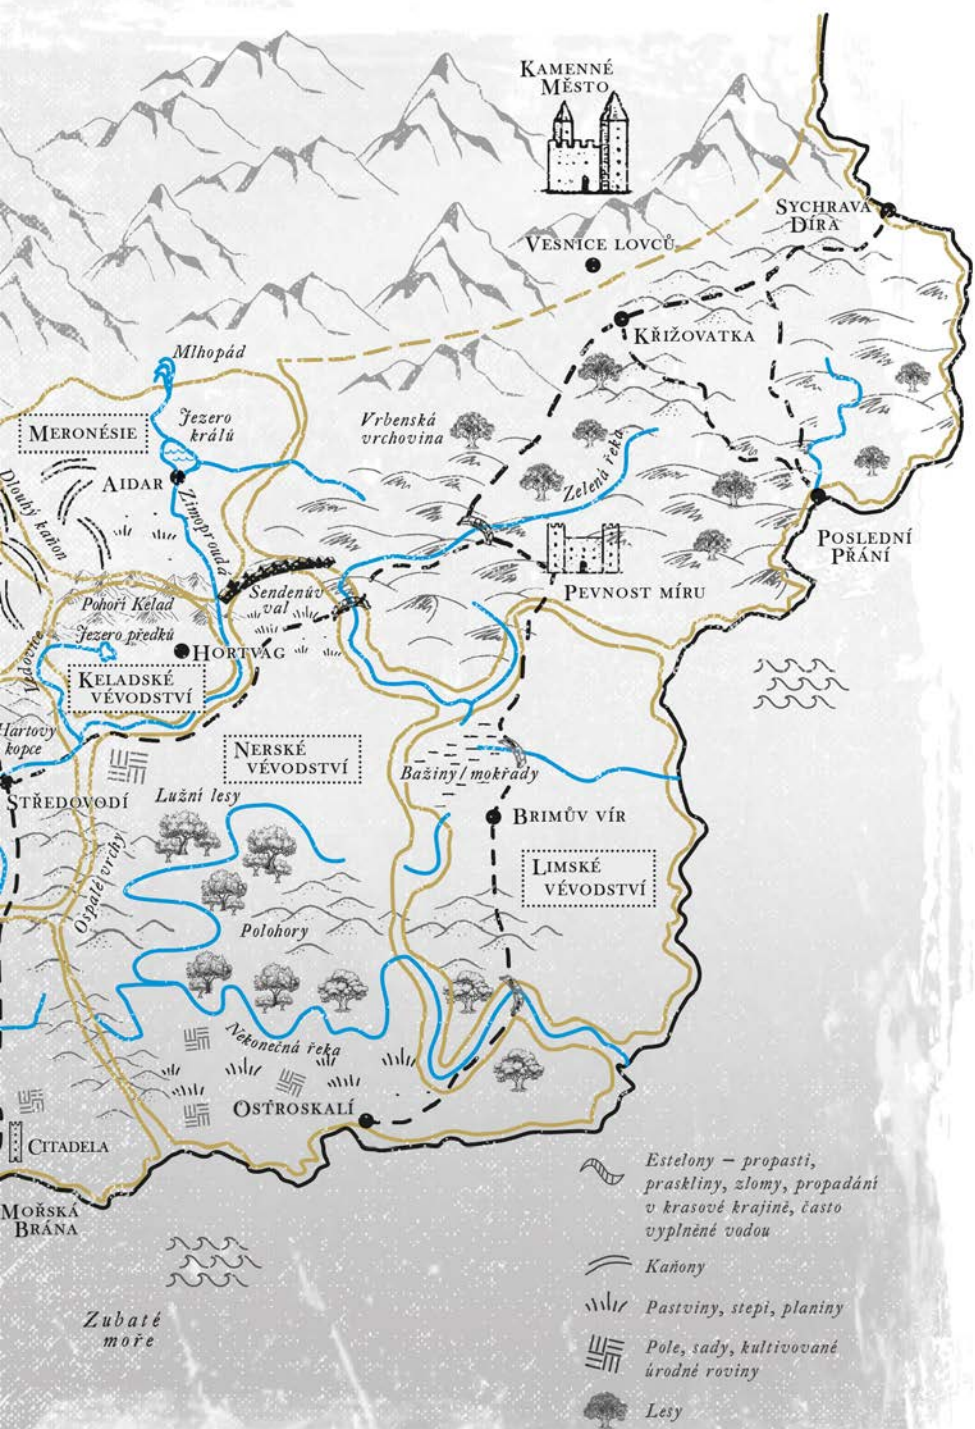 KAMENNÉ
MĚSTO
SYCHRAVÁ
DÍRA
VESNICE LOVCŮ
KŘIŽOVATKA
Mlhopád
Jezero
králů
Vrbenská
vrchovina
MERONÉSIE
AIDAR
Zelená řeka
Dlouhý kaňon
Zimoproudá
POSLEDNÍ
PŘÁNÍ
Sendenův
val
PEVNOST MÍRU
Pohoří Kelad
Jezero předků
HORTVÁG
Ledovice
KELADSKÉ
VÉVODSTVÍ
Hartovy
kopce
NERSKÉ
VÉVODSTVÍ
Bažiny/mokřady
STŘEDOVODÍ
Lužní lesy
BRIMŮV VÍR
Ospalé vrchy
LIMSKÉ
VÉVODSTVÍ
Polohory
Nekonečná řeka
OSTROSKALÍ
CITADELA
MOŘSKÁ
BRÁNA
Zubaté
moře
Estelony – propasti,
praskliny, zlomy, propadání
v krasové krajině, často
vyplněné vodou
Kaňony
Pastviny, stepi, planiny
Pole, sady, kultivované
úrodné roviny
Lesy